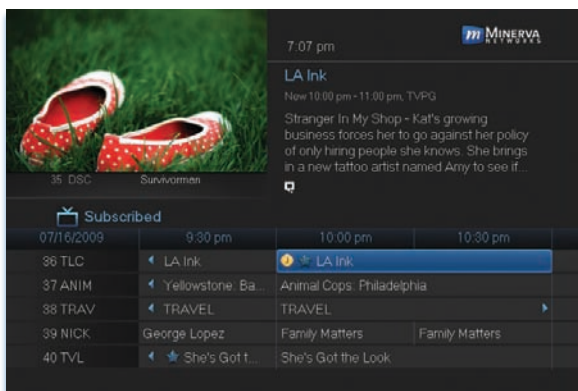 7:07 pm
m MINERVA
NETWORKS
LA Ink
New 10:00 pm - 11:00 pm, TVPG
Stranger In My Shop - Kat's growing
business forces her to go against her policy
of only hiring people she knows. She brings
in a new tattoo artist named Amy to see if...
35 DSC Survivorman
Subscribed
07/16/2009 9:30 pm 10:00 pm 10:30 pm
36 TLC LA Ink LA Ink
37 ANIM Yellowstone: Ba... Animal Cops: Philadelphia
38 TRAV TRAVEL TRAVEL
39 NICK George Lopez Family Matters Family Matters
40 TVL She's Got t... She's Got the Look